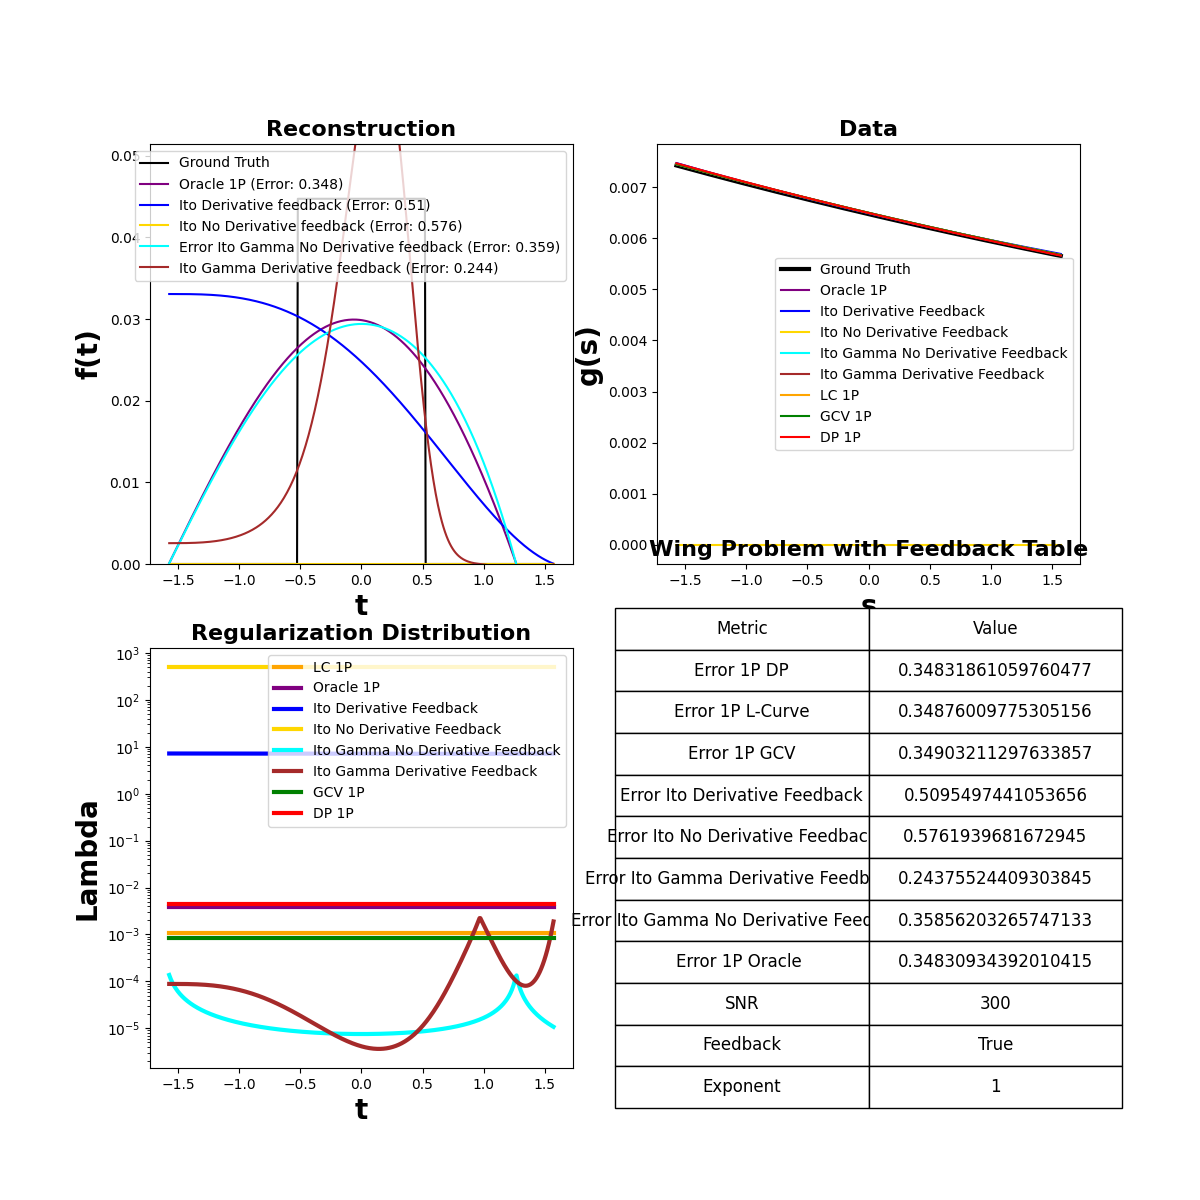 Reconstruction
0.05
0.04
0.03
0.02
0.01
0.00
f(t)
Ground Truth
Oracle 1P (Error: 0.348)
Ito Derivative feedback (Error: 0.51)
Ito No Derivative feedback (Error: 0.576)
Error Ito Gamma No Derivative feedback (Error: 0.359)
Ito Gamma Derivative feedback (Error: 0.244)
−1.5 −1.0 −0.5 0.0 0.5 1.0 1.5
t
Data
0.007
0.006
0.005
0.004
0.003
0.002
0.001
0.000
g(s)
Ground Truth
Oracle 1P
Ito Derivative Feedback
Ito No Derivative Feedback
Ito Gamma No Derivative Feedback
Ito Gamma Derivative Feedback
LC 1P
GCV 1P
DP 1P
−1.5 −1.0 −0.5 0.0 0.5 1.0 1.5
s
Regularization Distribution
10³
10²
10¹
10⁰
10⁻¹
10⁻²
10⁻³
10⁻⁴
10⁻⁵
Lambda
LC 1P
Oracle 1P
Ito Derivative Feedback
Ito No Derivative Feedback
Ito Gamma No Derivative Feedback
Ito Gamma Derivative Feedback
GCV 1P
DP 1P
−1.5 −1.0 −0.5 0.0 0.5 1.0 1.5
t
Wing Problem with Feedback Table
Metric Value
Error 1P DP 0.34831861059760477
Error 1P L-Curve 0.34876009775305156
Error 1P GCV 0.34903211297633857
Error Ito Derivative Feedback 0.5095497441053656
Error Ito No Derivative Feedbac 0.5761939681672945
Error Ito Gamma Derivative Feedb 0.24375524409303845
Error Ito Gamma No Derivative Feec 0.35856203265747133
Error 1P Oracle 0.34830934392010415
SNR 300
Feedback True
Exponent 1